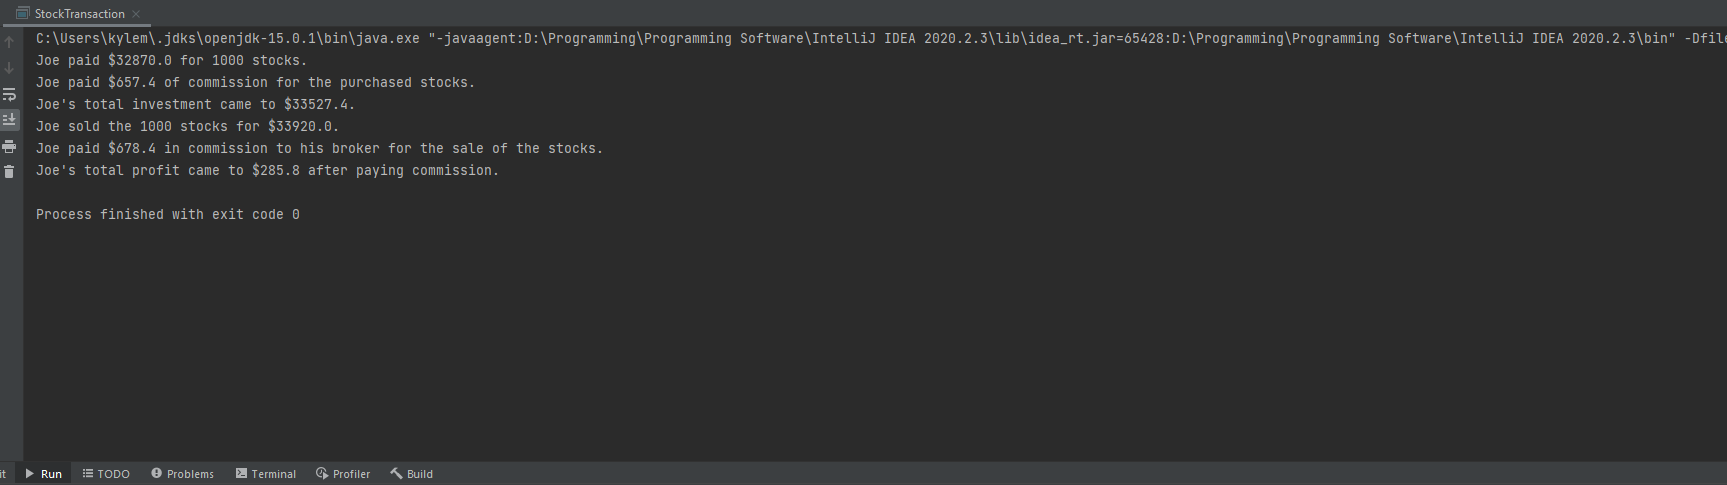 StockTransaction
C:\Users\kylem\.jdks\openjdk-15.0.1\bin\java.exe "-javaagent:D:\Programming\Programming Software\IntelliJ IDEA 2020.2.3\lib\idea_rt.jar=65428:D:\Programming\Programming Software\IntelliJ IDEA 2020.2.3\bin" -Dfile
Joe paid $32870.0 for 1000 stocks.
Joe paid $657.4 of commission for the purchased stocks.
Joe's total investment came to $33527.4.
Joe sold the 1000 stocks for $33920.0.
Joe paid $678.4 in commission to his broker for the sale of the stocks.
Joe's total profit came to $285.8 after paying commission.
Process finished with exit code 0
it Run TODO Problems Terminal Profiler Build